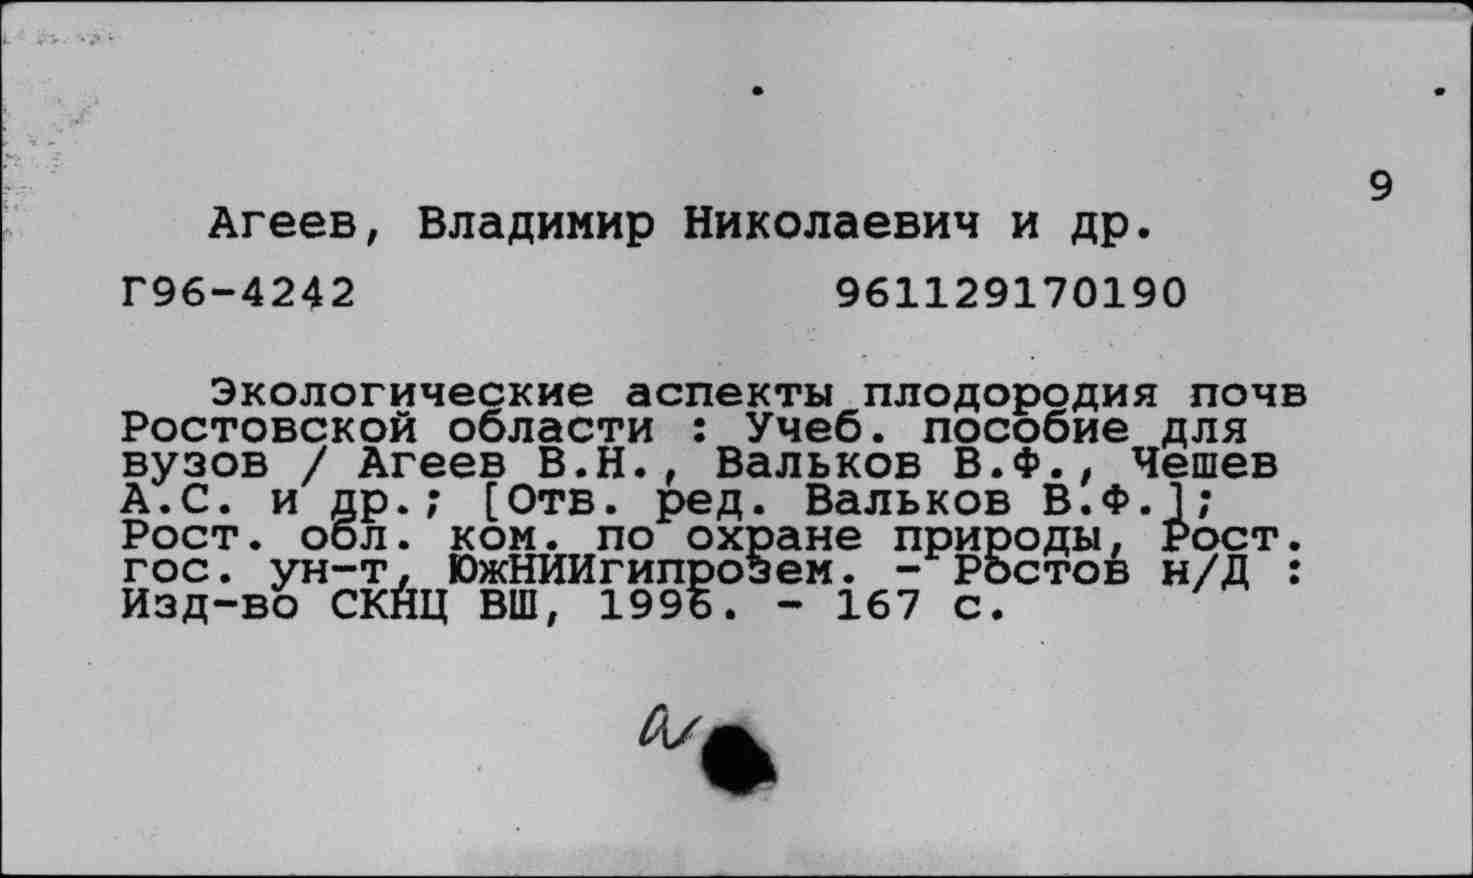 9
Агеев, Владимир Николаевич и др.
Г96-4242 961129170190
Экологические аспекты плодородия почв
Ростовской области : Учеб. пособие для
вузов / Агеев В.Н., Вальков В.Ф., Чешев
А.С. и др.; [Отв. ред. Вальков В.Ф.];
Рост. обл. ком. по охране природы, Рост.
гос. ун-т, ЮжНИИгипрозем. - Ростов н/Д :
Изд-во СКНЦ ВШ, 1996. - 167 с.